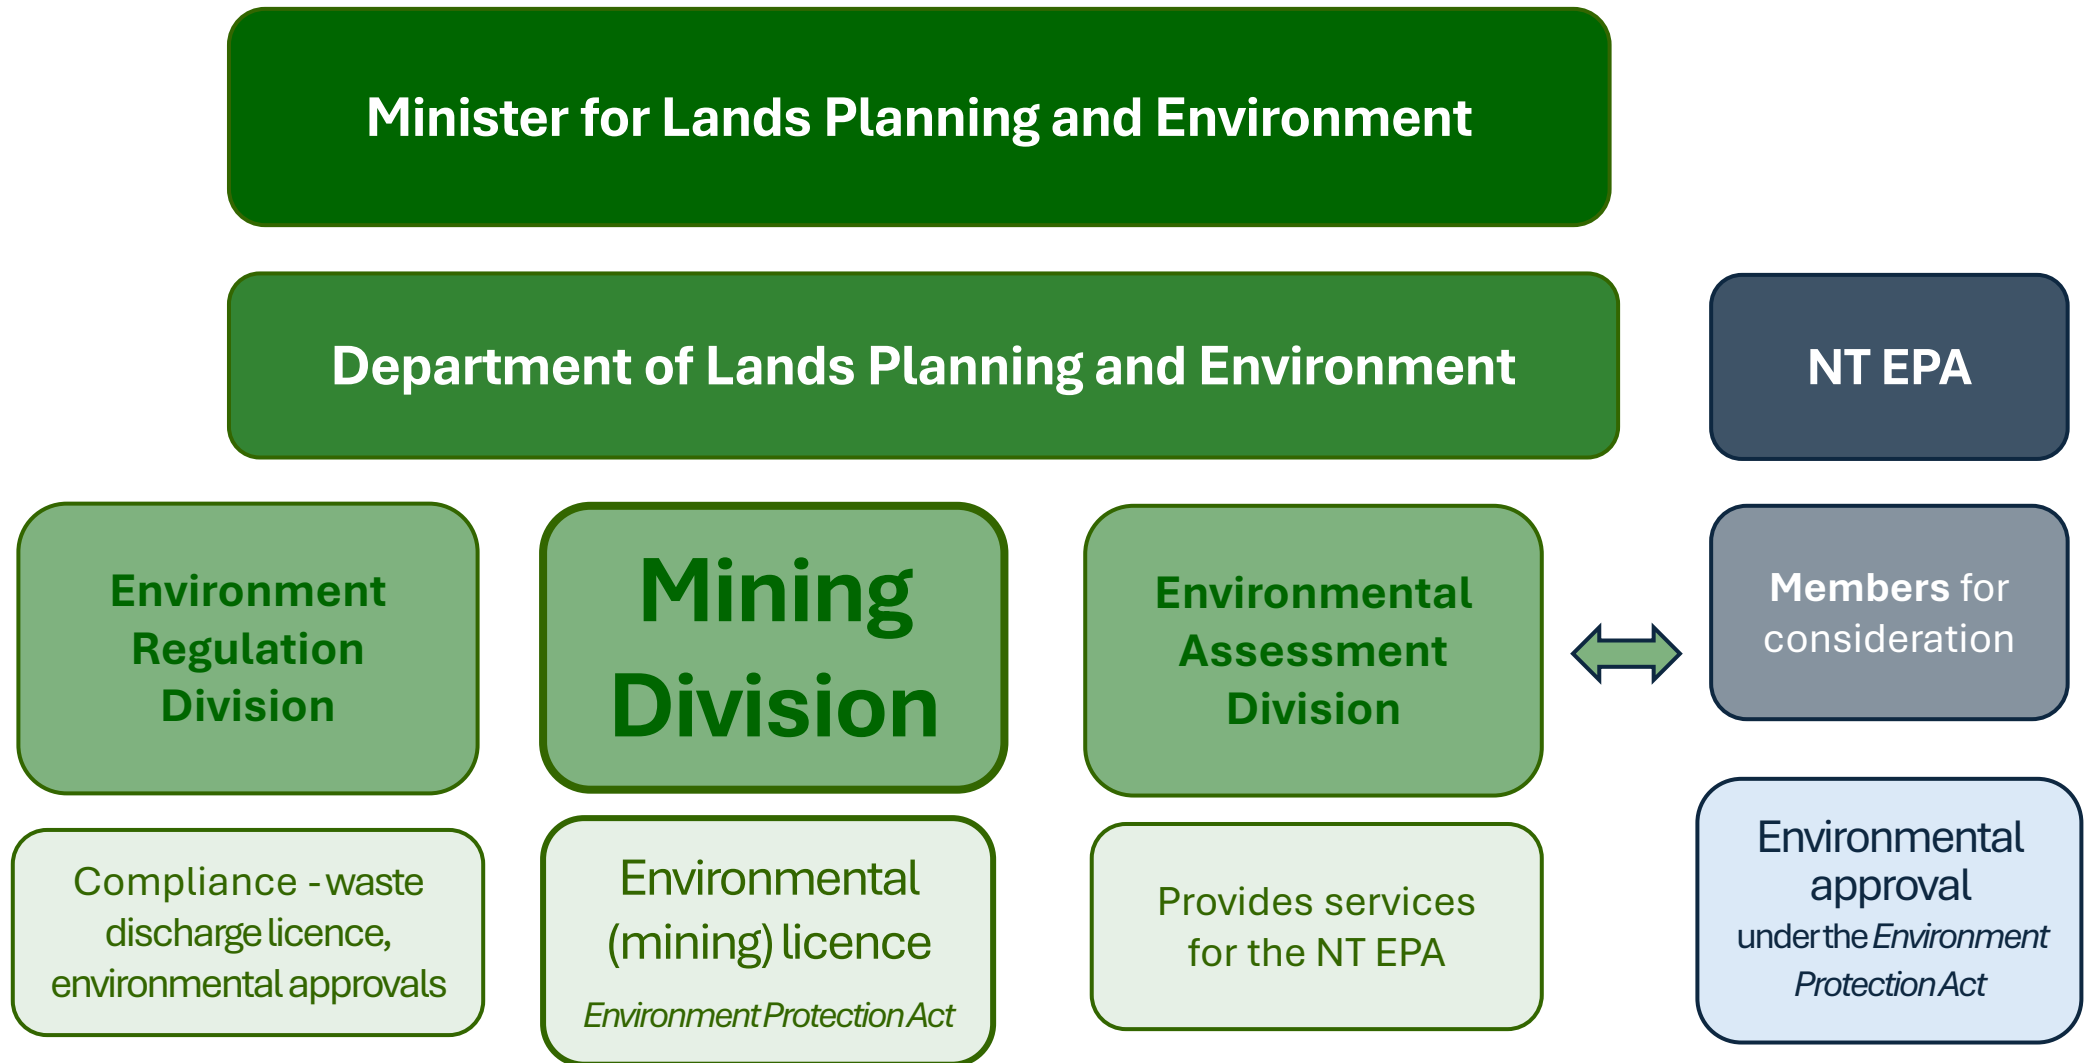 Minister for Lands Planning and Environment
Department of Lands Planning and Environment
NT EPA
Environment
Regulation
Division
Mining
Division
Environmental
Assessment
Division
Members for
consideration
Compliance - waste
discharge licence,
environmental approvals
Environmental
(mining) licence
Environment Protection Act
Provides services
for the NT EPA
Environmental
approval
under the Environment
Protection Act